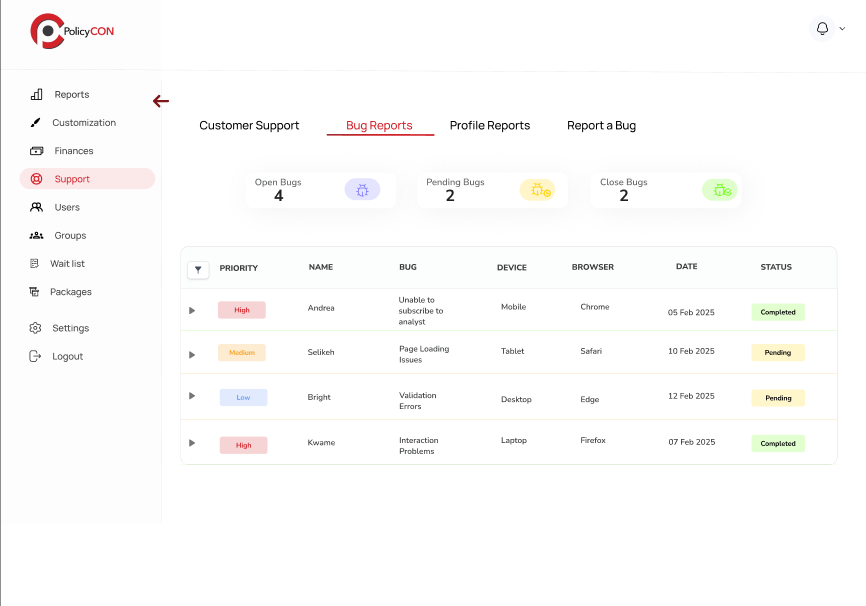 PolicyCON
Reports
Customization
Finances
Support
Users
Groups
Wait list
Packages
Settings
Logout
Customer Support Bug Reports Profile Reports Report a Bug
Open Bugs
4
Pending Bugs
2
Close Bugs
2
PRIORITY NAME BUG DEVICE BROWSER DATE STATUS
High Andrea Unable to
subscribe to
analyst
Mobile Chrome 05 Feb 2025 Completed
Medium Selikeh Page Loading
Issues
Tablet Safari 10 Feb 2025 Pending
Low Bright Validation
Errors
Desktop Edge 12 Feb 2025 Pending
High Kwame Interaction
Problems
Laptop Firefox 07 Feb 2025 Completed